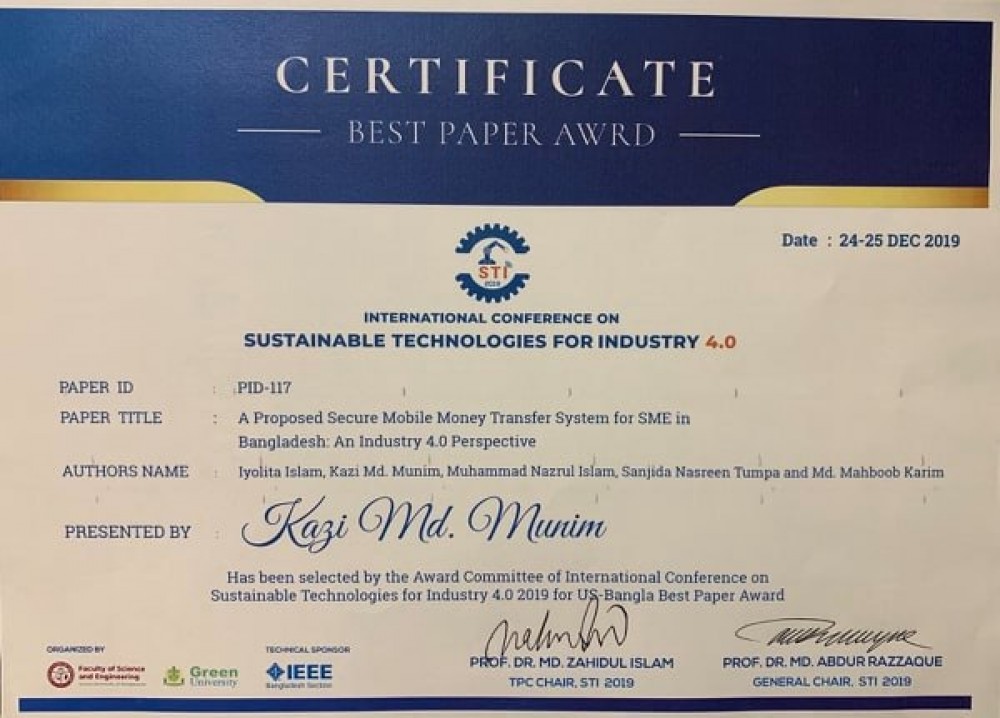 CERTIFICATE
BEST PAPER AWRD
Date : 24-25 DEC 2019
STI
2019
INTERNATIONAL CONFERENCE ON
SUSTAINABLE TECHNOLOGIES FOR INDUSTRY 4.0
PAPER ID : PID-117
PAPER TITLE : A Proposed Secure Mobile Money Transfer System for SME in
Bangladesh: An Industry 4.0 Perspective
AUTHORS NAME : Iyolita Islam, Kazi Md. Munim, Muhammad Nazrul Islam, Sanjida Nasreen Tumpa and Md. Mahboob Karim
PRESENTED BY : Kazi Md. Munim
Has been selected by the Award Committee of International Conference on
Sustainable Technologies for Industry 4.0 2019 for US-Bangla Best Paper Award
ORGANIZED BY
Faculty of Science
and Engineering
Green
University
TECHNICAL SPONSOR
IEEE
Bangladesh Section
PROF. DR. MD. ZAHIDUL ISLAM
TPC CHAIR, STI 2019
PROF. DR. MD. ABDUR RAZZAQUE
GENERAL CHAIR, STI 2019